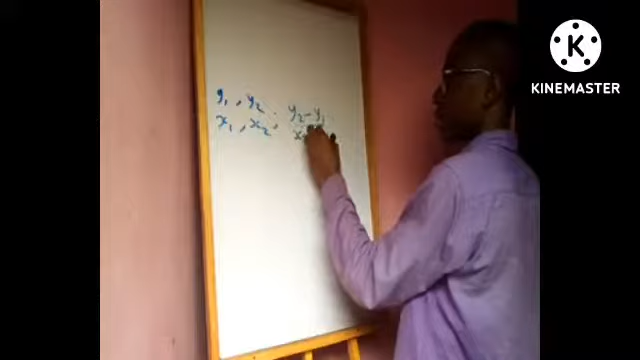 y₁, y₂ . y₂ – y₁
x₁, x₂ ,
KINEMASTER